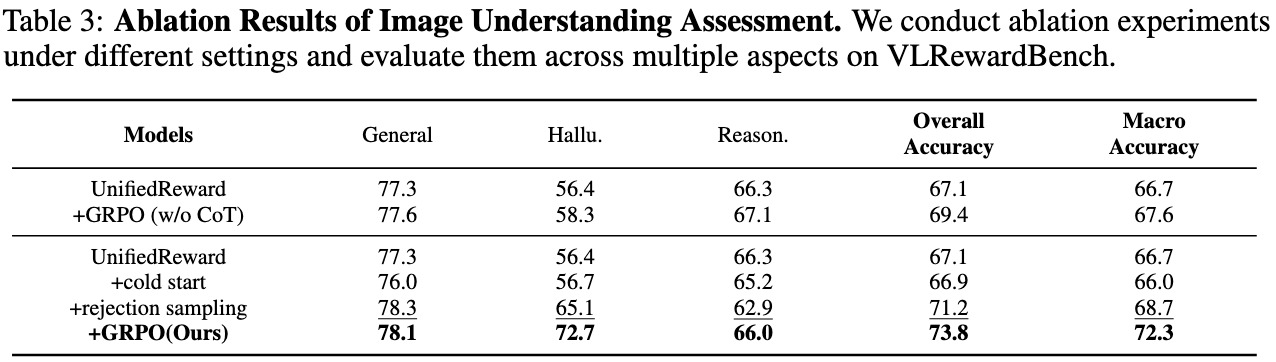 Table 3: Ablation Results of Image Understanding Assessment. We conduct ablation experiments
under different settings and evaluate them across multiple aspects on VLRewardBench.
Models General Hallu. Reason. Overall Accuracy Macro Accuracy
UnifiedReward 77.3 56.4 66.3 67.1 66.7
+GRPO (w/o CoT) 77.6 58.3 67.1 69.4 67.6
UnifiedReward 77.3 56.4 66.3 67.1 66.7
+cold start 76.0 56.7 65.2 66.9 66.0
+rejection sampling 78.3 65.1 62.9 71.2 68.7
+GRPO(Ours) 78.1 72.7 66.0 73.8 72.3